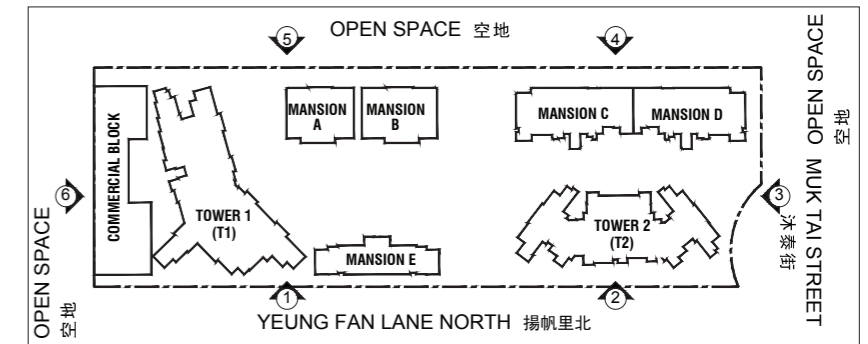 5
OPEN SPACE 空地
4
OPEN SPACE
空地
COMMERCIAL BLOCK
MANSION
A
MANSION
B
MANSION C
MANSION D
6
TOWER 1
(T1)
TOWER 2
(T2)
3
MUK TAI STREET
沐泰街
MANSION E
OPEN SPACE
空地
1
2
YEUNG FAN LANE NORTH 揚帆里北